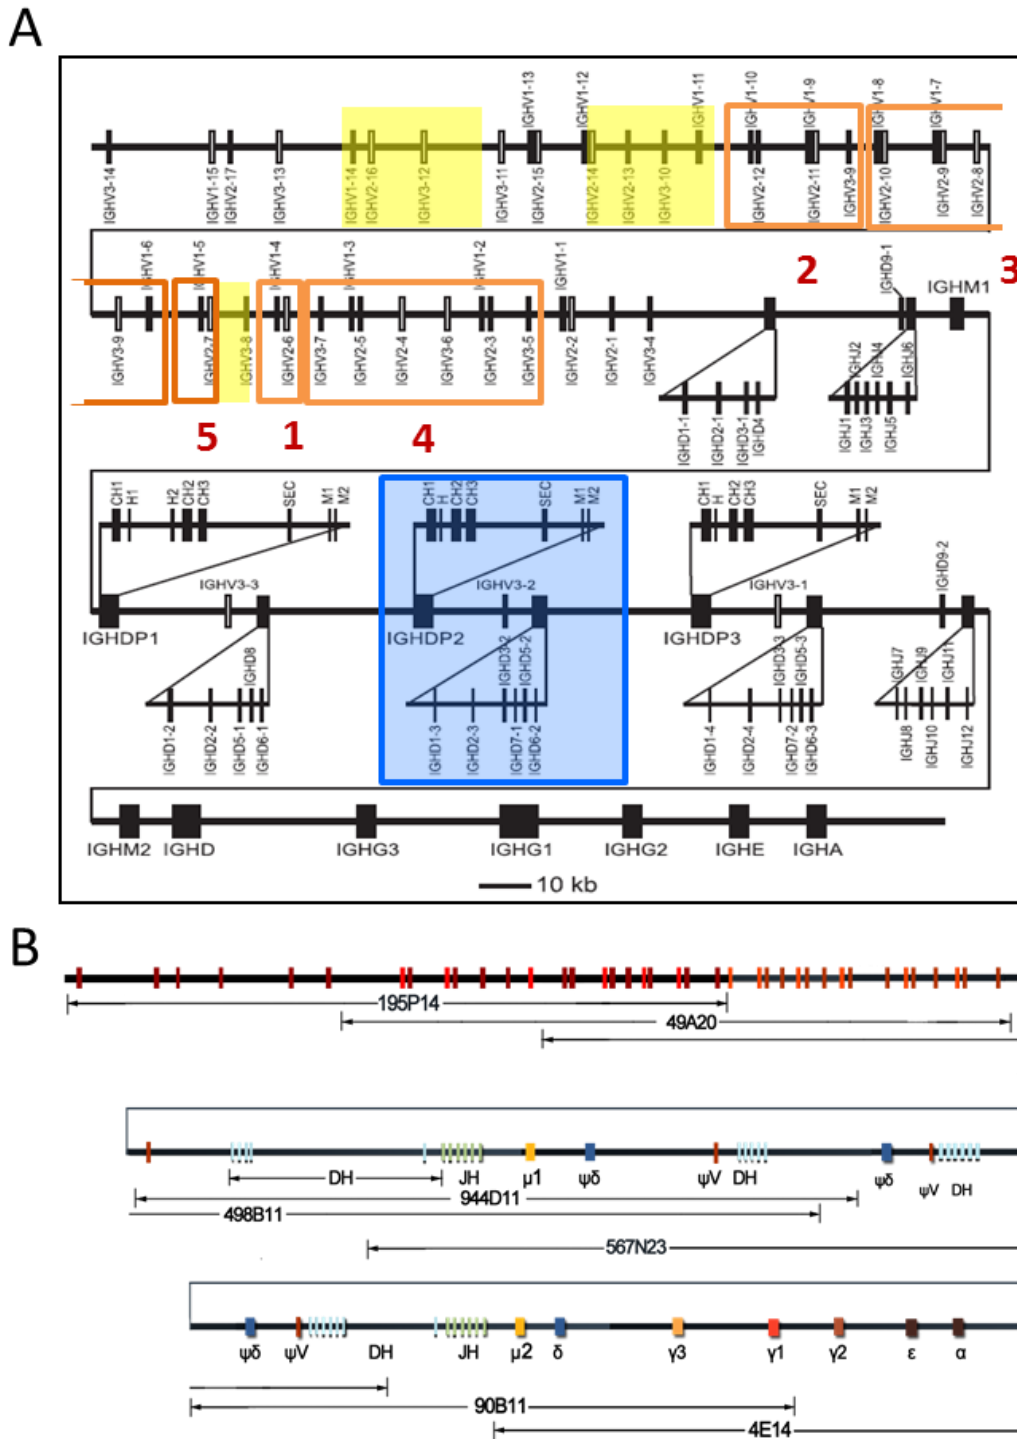 A
IGHV1-13
IGHV1-12
IGHV1-11
IGHV1-10
IGHV1-9
IGHV1-8
IGHV1-7
IGHV3-14
IGHV1-15
IGHV2-17
IGHV3-13
IGHV1-14
IGHV2-16
IGHV3-12
IGHV3-11
IGHV2-15
IGHV2-14
IGHV2-13
IGHV3-10
IGHV2-12
IGHV2-11
IGHV3-9
IGHV2-10
IGHV2-9
IGHV2-8
2
3
IGHV1-6
IGHV1-5
IGHV1-4
IGHV1-3
IGHV1-2
IGHV1-1
IGHD9-1
IGHM1
IGHV3-9
IGHV2-7
IGHV3-8
IGHV2-6
IGHV3-7
IGHV2-5
IGHV2-4
IGHV3-6
IGHV2-3
IGHV3-5
IGHV2-2
IGHV2-1
IGHV3-4
IGHJ2
IGHJ4
IGHJ6
5
1
4
IGHD1-1
IGHD2-1
IGHD3-1
IGHD4
IGHJ1
IGHJ3
IGHJ5
CH1
H1
H2
CH2
CH3
SEC
M1
M2
CH1
H
CH2
CH3
SEC
M1
M2
CH1
H
CH2
CH3
SEC
M1
M2
IGHDP1
IGHV3-3
IGHDP2
IGHV3-2
IGHDP3
IGHV3-1
IGHD9-2
IGHD8
IGHD3-2
IGHD5-2
IGHD3-3
IGHD5-3
IGHJ7
IGHJ9
IGHJ11
IGHD1-2
IGHD2-2
IGHD5-1
IGHD6-1
IGHD1-3
IGHD2-3
IGHD7-1
IGHD6-2
IGHD1-4
IGHD2-4
IGHD7-2
IGHD6-3
IGHJ8
IGHJ10
IGHJ12
IGHM2
IGHD
IGHG3
IGHG1
IGHG2
IGHE
IGHA
10 kb
B
195P14
49A20
DH JH μ1 ψδ ψV DH ψδ ψV DH
944D11
498B11
567N23
ψδ ψV DH JH μ2 δ γ3 γ1 γ2 ε α
90B11
4E14